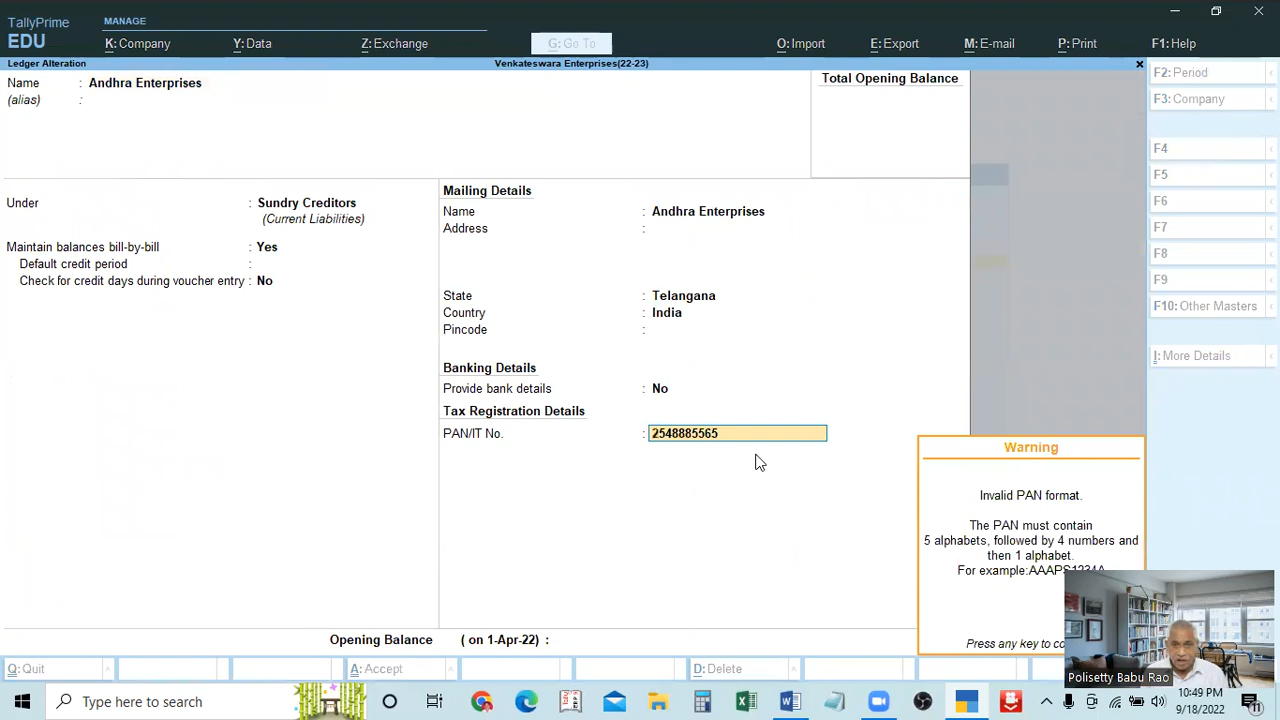 TallyPrime
EDU
MANAGE
K: Company
Y: Data
Z: Exchange
G: Go To
O: Import
E: Export
M: E-mail
P: Print
F1: Help
Ledger Alteration
Venkateswara Enterprises(22-23)
Name : Andhra Enterprises
(alias) :
Total Opening Balance
F2: Period
F3: Company
F4
F5
F6
F7
F8
F9
F10: Other Masters
I: More Details
Under : Sundry Creditors
(Current Liabilities)
Maintain balances bill-by-bill : Yes
Default credit period :
Check for credit days during voucher entry : No
Mailing Details
Name : Andhra Enterprises
Address :
State : Telangana
Country : India
Pincode :
Banking Details
Provide bank details : No
Tax Registration Details
PAN/IT No. : 2548885565
Warning
Invalid PAN format.
The PAN must contain
5 alphabets, followed by 4 numbers and
then 1 alphabet.
For example:AAAPS1234A
Press any key to co
Opening Balance ( on 1-Apr-22) :
Q: Quit
A: Accept
D: Delete
Polisetty Babu Rao
Type here to search
10:49 PM
9/18/2022